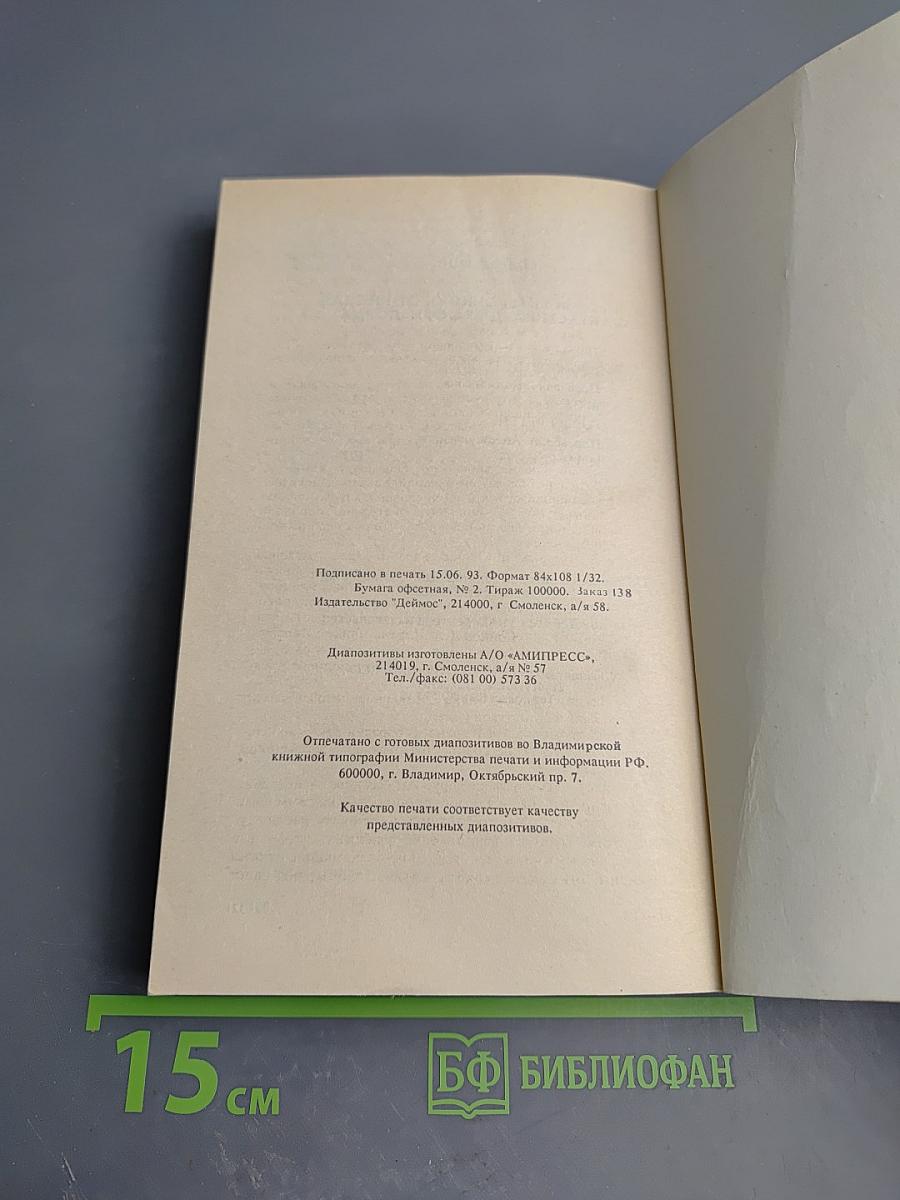 Подписано в печать 15.06. 93. Формат 84х108 1/32.
Бумага офсетная, № 2. Тираж 100000. Заказ 138
Издательство "Деймос", 214000, г Смоленск, а/я 58.
Диапозитивы изготовлены А/О «АМИПРЕСС»,
214019, г. Смоленск, а/я № 57
Тел./факс: (081 00) 573 36
Отпечатано с готовых диапозитивов во Владимирской
книжной типографии Министерства печати и информации РФ.
600000, г. Владимир, Октябрьский пр. 7.
Качество печати соответствует качеству
представленных диапозитивов.
15 см
БФ БИБЛИОФАН